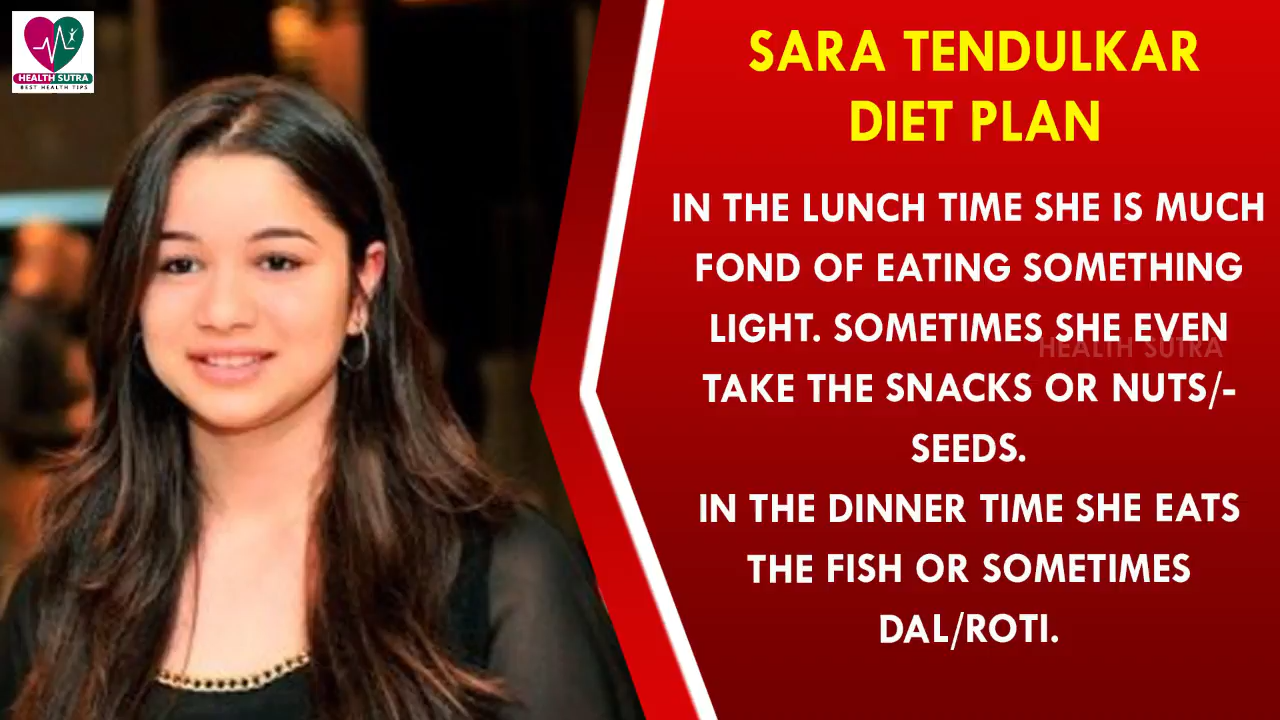 HEALTH SUTRA
BEST HEALTH TIPS
SARA TENDULKAR
DIET PLAN
IN THE LUNCH TIME SHE IS MUCH
FOND OF EATING SOMETHING
LIGHT. SOMETIMES SHE EVEN
HEALTH SUTRA
TAKE THE SNACKS OR NUTS/-
SEEDS.
IN THE DINNER TIME SHE EATS
THE FISH OR SOMETIMES
DAL/ROTI.